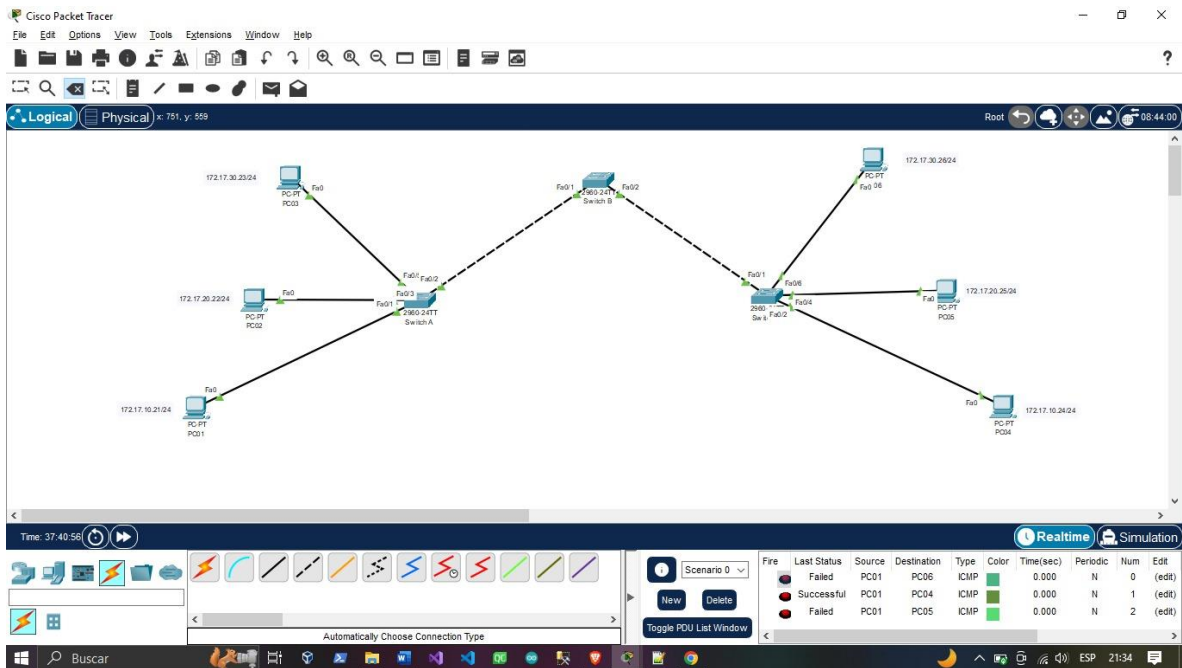 Cisco Packet Tracer
File Edit Options View Tools Extensions Window Help
?
Logical Physical x: 751, y: 559 Root 08:44:00
172.17.30.23/24
Fa0
PC-PT
PC03
Fa0/1 Fa0/2
2960-24TT
Switch B
172.17.30.26/24
PC-PT
Fa0 06
172.17.20.22/24
Fa0
PC-PT
PC02
Fa0/2
Fa0/3
Fa0/1
2960-24TT
Switch A
Fa0/1
Fa0/6
Fa0/4
2960-
Fa0/2
172.17.20.25/24
Fa0
PC-PT
PC05
172.17.10.21/24
Fa0
PC-PT
PC01
172.17.10.24/24
Fa0
PC-PT
PC04
Time: 37:40:56 Realtime Simulation
Scenario 0
New Delete
Toggle PDU List Window
Fire Last Status Source Destination Type Color Time(sec) Periodic Num Edit
Failed PC01 PC06 ICMP 0.000 N 0 (edit)
Successful PC01 PC04 ICMP 0.000 N 1 (edit)
Failed PC01 PC05 ICMP 0.000 N 2 (edit)
Automatically Choose Connection Type
Buscar ESP 21:34